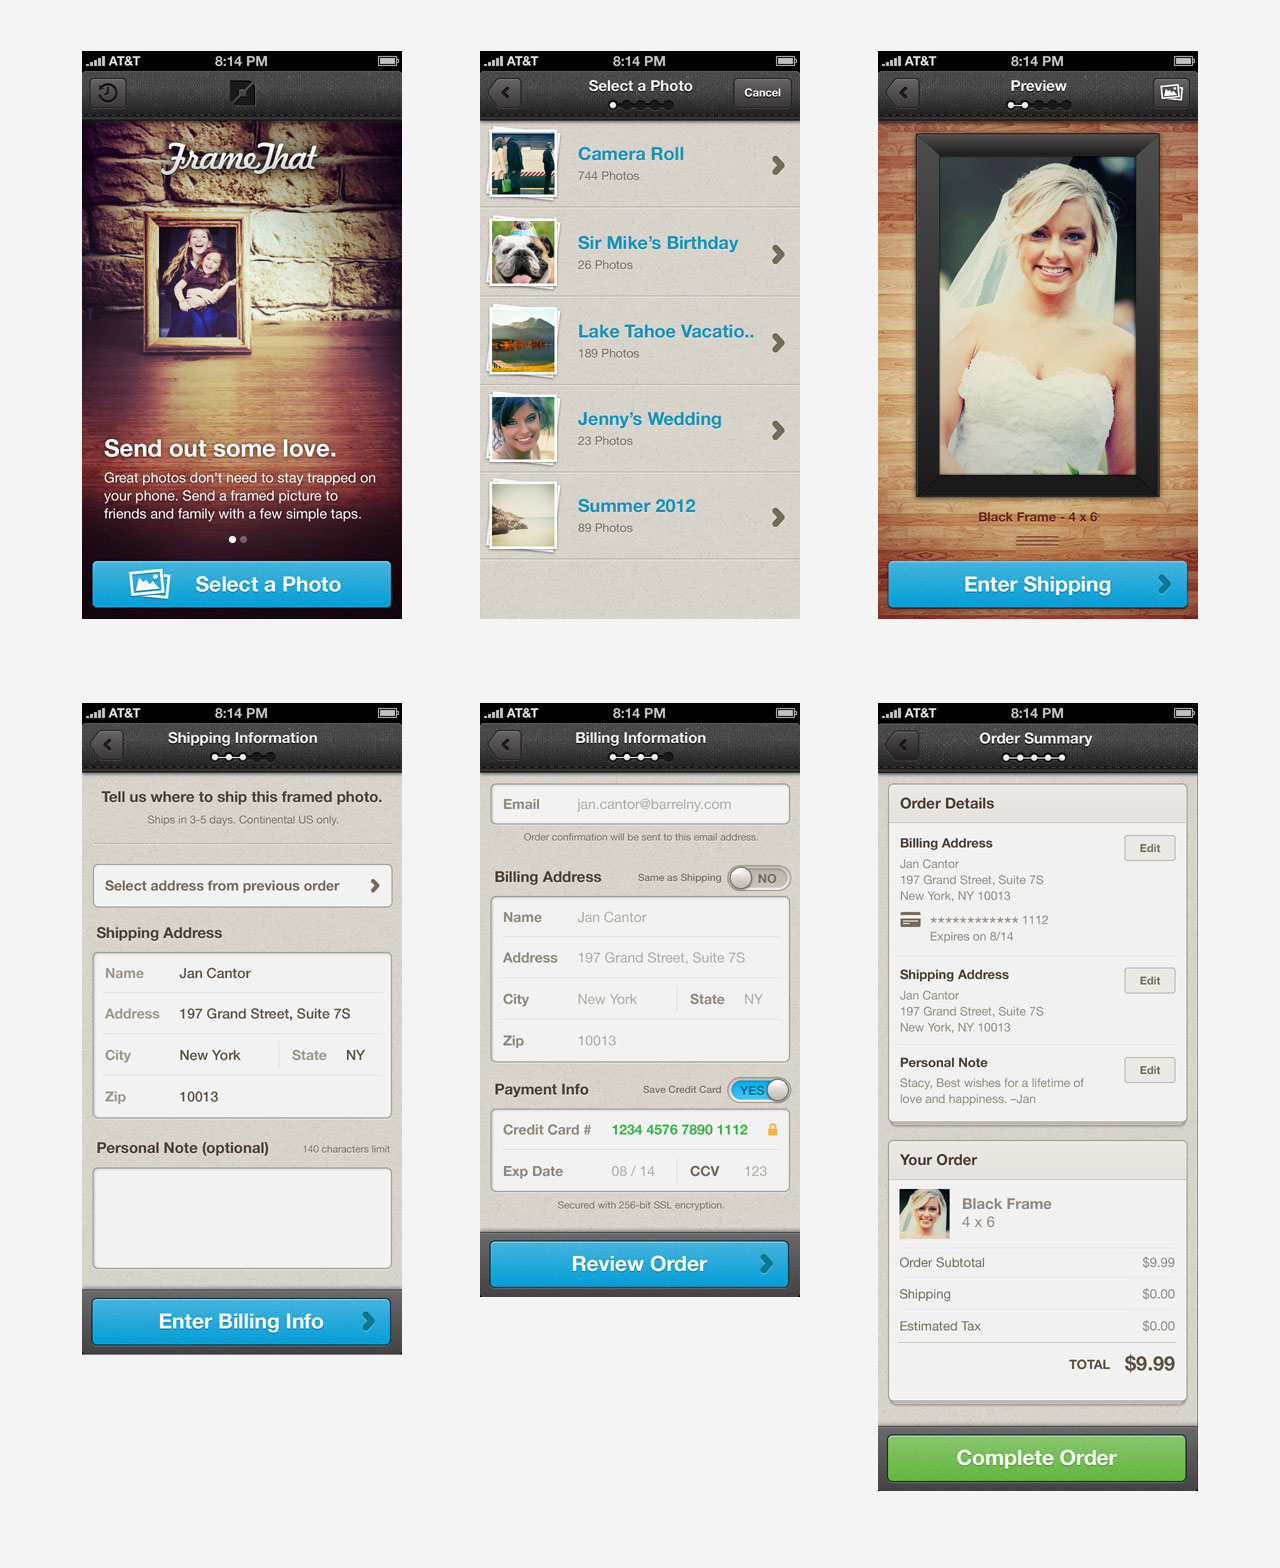 AT&T 8:14 PM
FrameThat
Send out some love.
Great photos don't need to stay trapped on
your phone. Send a framed picture to
friends and family with a few simple taps.
Select a Photo
AT&T 8:14 PM
Select a Photo
Cancel
Camera Roll
744 Photos
Sir Mike's Birthday
26 Photos
Lake Tahoe Vacatio..
189 Photos
Jenny's Wedding
23 Photos
Summer 2012
89 Photos
AT&T 8:14 PM
Preview
Black Frame - 4 x 6
Enter Shipping
AT&T 8:14 PM
Shipping Information
Tell us where to ship this framed photo.
Ships in 3-5 days. Continental US only.
Select address from previous order
Shipping Address
Name Jan Cantor
Address 197 Grand Street, Suite 7S
City New York State NY
Zip 10013
Personal Note (optional) 140 characters limit
Enter Billing Info
AT&T 8:14 PM
Billing Information
Email jan.cantor@barrelny.com
Order confirmation will be sent to this email address.
Billing Address Same as Shipping NO
Name Jan Cantor
Address 197 Grand Street, Suite 7S
City New York State NY
Zip 10013
Payment Info Save Credit Card YES
Credit Card # 1234 4576 7890 1112
Exp Date 08 / 14 CCV 123
Secured with 256-bit SSL encryption.
Review Order
AT&T 8:14 PM
Order Summary
Order Details
Billing Address Edit
Jan Cantor
197 Grand Street, Suite 7S
New York, NY 10013
************ 1112
Expires on 8/14
Shipping Address Edit
Jan Cantor
197 Grand Street, Suite 7S
New York, NY 10013
Personal Note Edit
Stacy, Best wishes for a lifetime of
love and happiness. –Jan
Your Order
Black Frame
4 x 6
Order Subtotal $9.99
Shipping $0.00
Estimated Tax $0.00
TOTAL $9.99
Complete Order